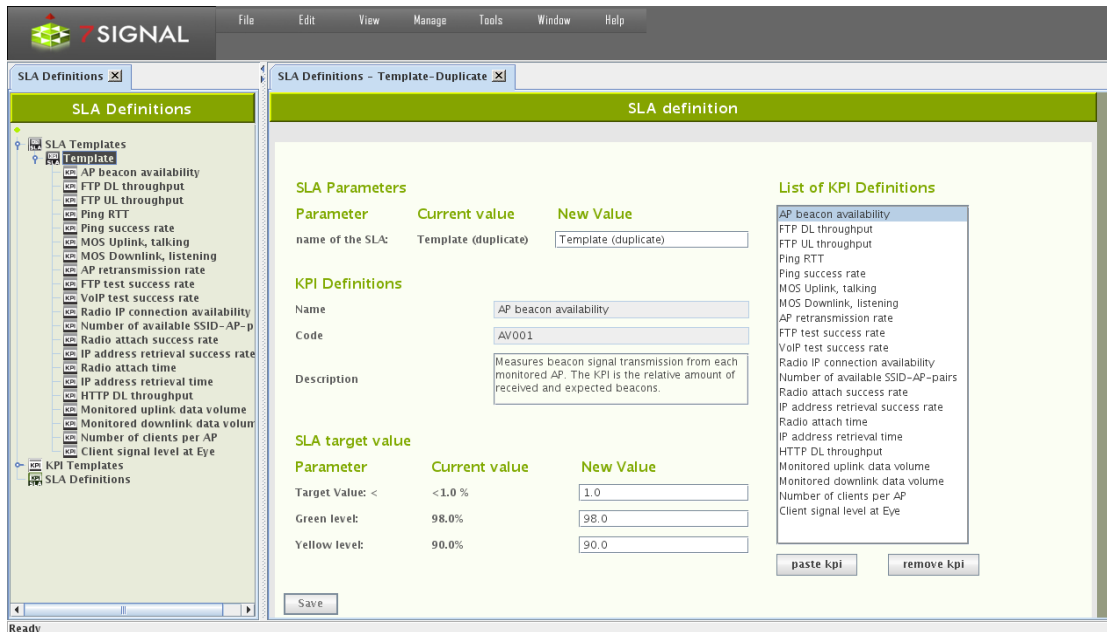 7SIGNAL
File Edit View Manage Tools Window Help
SLA Definitions
SLA Definitions - Template-Duplicate
SLA Definitions
SLA Templates
Template
AP beacon availability
FTP DL throughput
FTP UL throughput
Ping RTT
Ping success rate
MOS Uplink, talking
MOS Downlink, listening
AP retransmission rate
FTP test success rate
VoIP test success rate
Radio IP connection availability
Number of available SSID-AP-p
Radio attach success rate
IP address retrieval success rate
Radio attach time
IP address retrieval time
HTTP DL throughput
Monitored uplink data volume
Monitored downlink data volum
Number of clients per AP
Client signal level at Eye
KPI Templates
SLA Definitions
SLA definition
SLA Parameters
Parameter Current value New Value
name of the SLA: Template (duplicate) Template (duplicate)
KPI Definitions
Name AP beacon availability
Code AV001
Description
Measures beacon signal transmission from each
monitored AP. The KPI is the relative amount of
received and expected beacons.
SLA target value
Parameter Current value New Value
Target Value: < <1.0 % 1.0
Green level: 98.0% 98.0
Yellow level: 90.0% 90.0
Save
List of KPI Definitions
AP beacon availability
FTP DL throughput
FTP UL throughput
Ping RTT
Ping success rate
MOS Uplink, talking
MOS Downlink, listening
AP retransmission rate
FTP test success rate
VoIP test success rate
Radio IP connection availability
Number of available SSID-AP-pairs
Radio attach success rate
IP address retrieval success rate
Radio attach time
IP address retrieval time
HTTP DL throughput
Monitored uplink data volume
Monitored downlink data volume
Number of clients per AP
Client signal level at Eye
paste kpi remove kpi
Ready